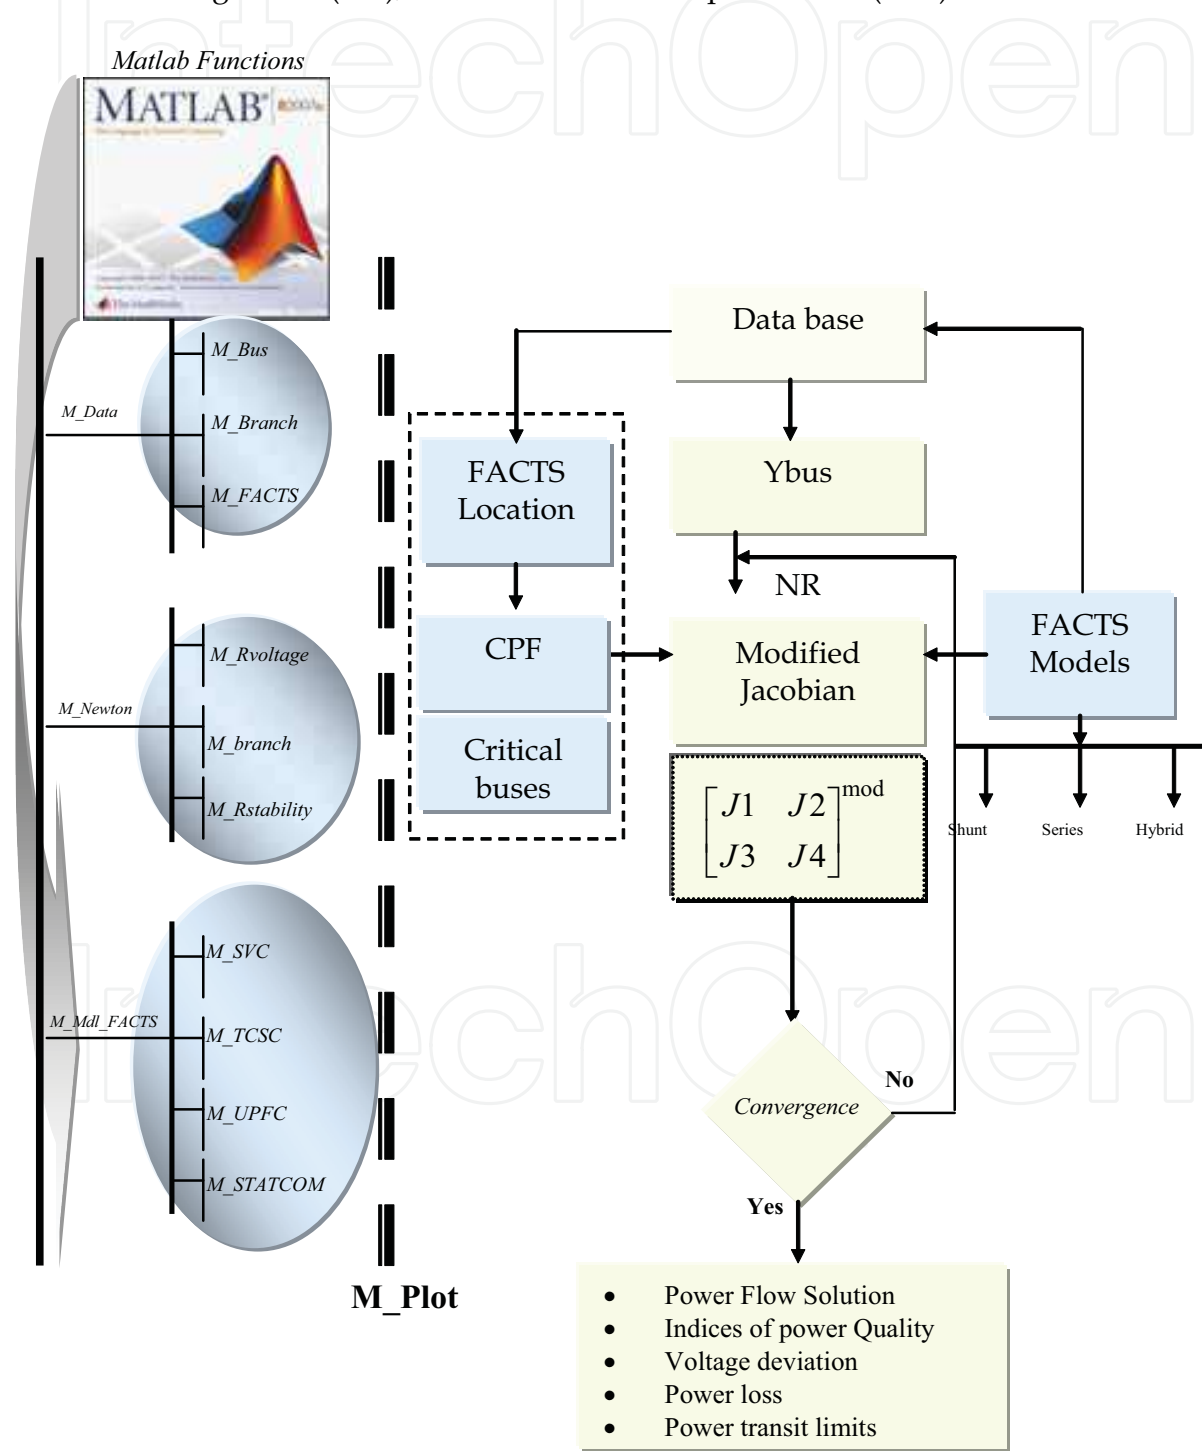 Matlab Functions
MATLAB
M_Bus
M_Data
M_Branch
M_FACTS
M_Rvoltage
M_Newton
M_branch
M_Rstability
M_SVC
M_Mdl_FACTS
M_TCSC
M_UPFC
M_STATCOM
M_Plot
Data base
FACTS
Location
Ybus
NR
CPF
Modified
Jacobian
FACTS
Models
Critical
buses
J1 J2 mod
J3 J4
Shunt
Series
Hybrid
No
Convergence
Yes
• Power Flow Solution
• Indices of power Quality
• Voltage deviation
• Power loss
• Power transit limits
IntechOpen
IntechOpen